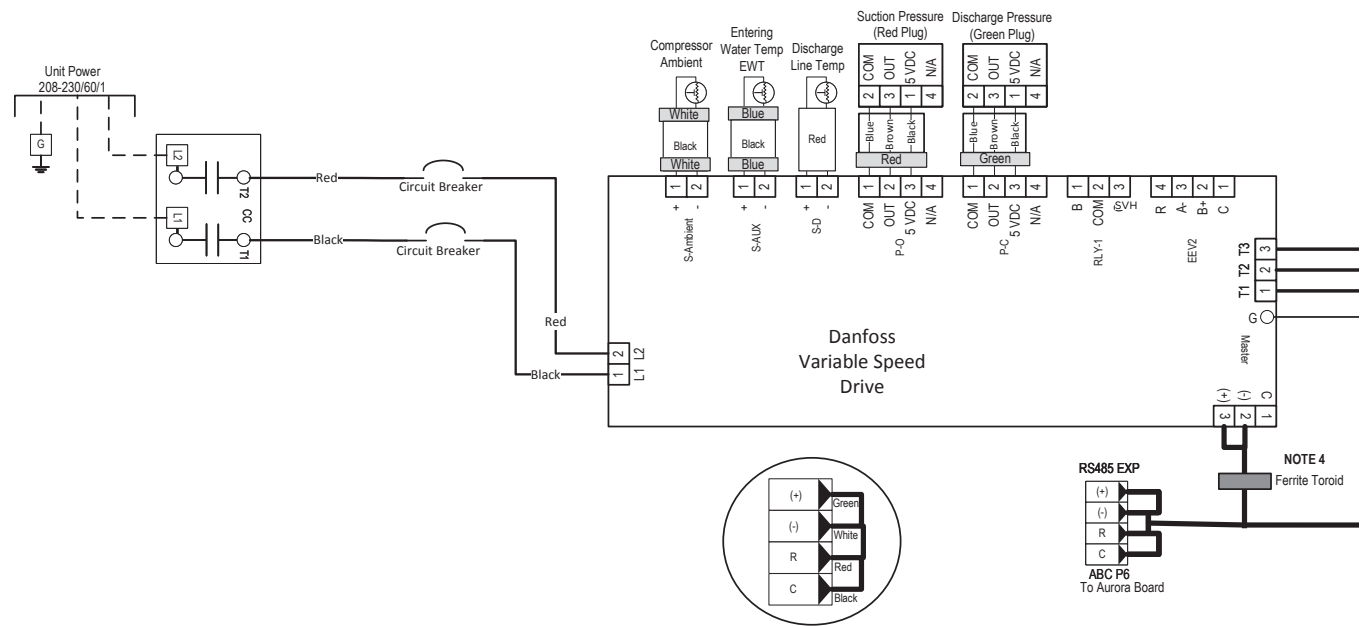 Unit Power
208-230/60/1
G
L2
L1
T2
CC
T1
Red
Circuit Breaker
Black
Circuit Breaker
Red
Black
Compressor
Ambient
White
Black
White
Entering
Water Temp
EWT
Blue
Black
Blue
Discharge
Line Temp
Red
Suction Pressure
(Red Plug)
COM
OUT
5 VDC
N/A
2
3
1
4
Blue
Brown
Black
Red
Discharge Pressure
(Green Plug)
COM
OUT
5 VDC
N/A
2
3
1
4
Blue
Brown
Black
Green
1 2
+ -
S-Ambient
1 2
+ -
S-AUX
1 2
+ -
S-D
1 2 3 4
COM
OUT
5 VDC
N/A
P-O
1 2 3 4
COM
OUT
5 VDC
N/A
P-C
1 2 3
B
COM
RLY-1
4 3 2 1
R
A-
B+
C
EEV2
T3 3
T2 2
T1 1
G
Master
2 L2
1 L1
Danfoss
Variable Speed
Drive
(+) (-) C
3 2 1
NOTE 4
Ferrite Toroid
RS485 EXP
(+)
(-)
R
C
ABC P6
To Aurora Board
(+)
Green
(-)
White
R
Red
C
Black